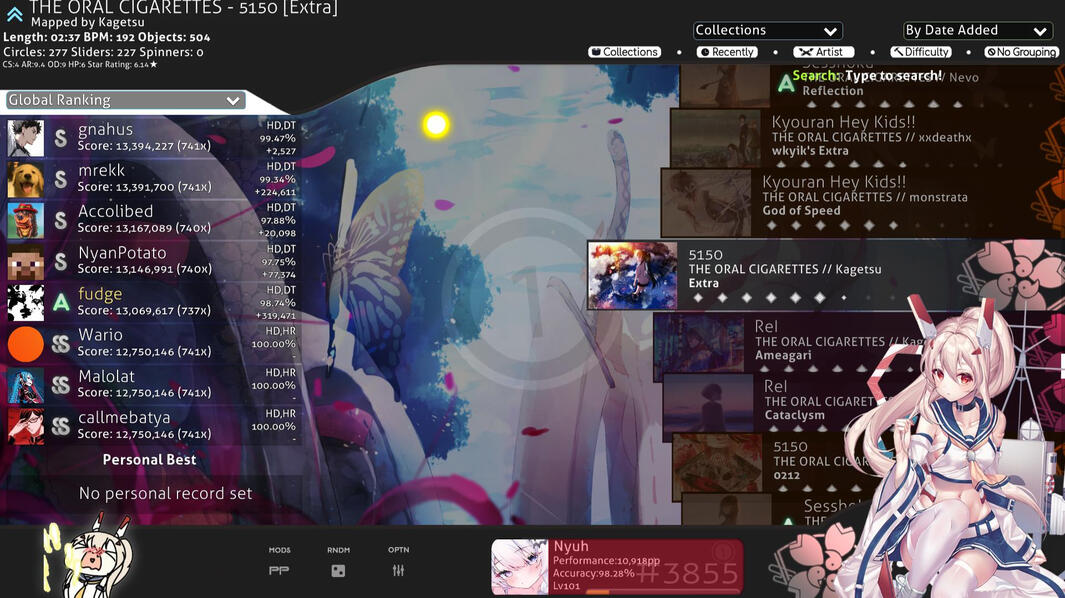 THE ORAL CIGARETTES - 5150 [Extra]
Mapped by Kagetsu
Length: 02:37 BPM: 192 Objects: 504
Circles: 277 Sliders: 227 Spinners: 0
CS:4 AR:9.4 OD:9 HP:6 Star Rating: 6.14★
Collections
By Date Added
Collections • Recently • Artist • Difficulty • No Grouping
Search: Type to search!
Global Ranking
S gnahus HD,DT
Score: 13,394,227 (741x) 99.47%
+2,527
S mrekk HD,DT
Score: 13,391,700 (741x) 99.34%
+224,611
S Accolibed HD,DT
Score: 13,167,089 (740x) 97.88%
+20,098
S NyanPotato HD,DT
Score: 13,146,991 (740x) 97.75%
+77,374
A fudge HD,DT
Score: 13,069,617 (737x) 98.74%
+319,471
SS Wario HD,HR
Score: 12,750,146 (741x) 100.00%
-
SS Malolat HD,HR
Score: 12,750,146 (741x) 100.00%
-
SS callmebatya HD,HR
Score: 12,750,146 (741x) 100.00%
-
Personal Best
No personal record set
A
// Nevo
Reflection
Kyouran Hey Kids!!
THE ORAL CIGARETTES // xxdeathx
wkyik's Extra
Kyouran Hey Kids!!
THE ORAL CIGARETTES // monstrata
God of Speed
5150
THE ORAL CIGARETTES // Kagetsu
Extra
Rel
THE ORAL CIGARETTES // Kag
Ameagari
Rel
THE ORAL CIGARET
Cataclysm
5150
THE ORAL CIGAR
0212
A
Sessho
THE
1
MODS
PP
RNDM
OPTN
Nyuh
Performance:10,918pp
Accuracy:98.28%
Lv101
#3855